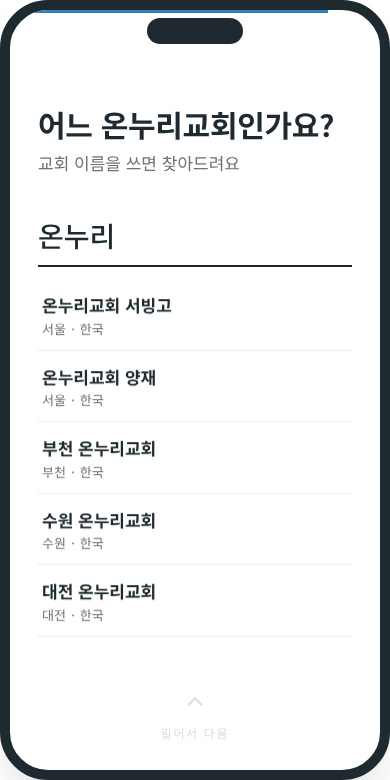 어느 온누리교회인가요?
교회 이름을 쓰면 찾아드려요
온누리
온누리교회 서빙고
서울 · 한국
온누리교회 양재
서울 · 한국
부천 온누리교회
부천 · 한국
수원 온누리교회
수원 · 한국
대전 온누리교회
대전 · 한국
밀어서 다음